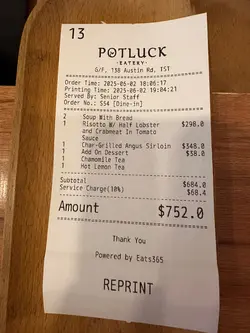 13
POTLUCK
·EATERY·
G/F, 138 Austin Rd, TST
Order Time: 2025-06-02 18:06:17
Printing Time: 2025-06-02 19:04:21
Served By: Senior Staff
Order No.: S54 [Dine-in]
2 Soup With Bread
1 Risotto W/ Half Lobster $298.0
and Crabmeat In Tomato
Sauce
1 Char-Grilled Angus Sirloin $348.0
1 Add On Dessert $38.0
1 Chamomile Tea
1 Hot Lemon Tea
Subtotal $684.0
Service Charge(10%) $68.4
Amount $752.0
Thank You
Powered by Eats365
REPRINT